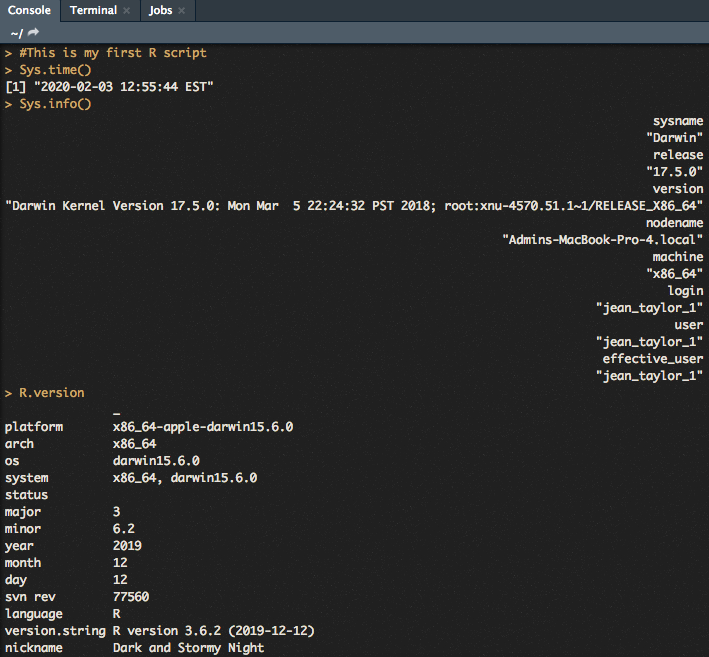 Console Terminal × Jobs ×
~/
> #This is my first R script
> Sys.time()
[1] "2020-02-03 12:55:44 EST"
> Sys.info()
sysname
"Darwin"
release
"17.5.0"
version
"Darwin Kernel Version 17.5.0: Mon Mar  5 22:24:32 PST 2018; root:xnu-4570.51.1~1/RELEASE_X86_64"
nodename
"Admins-MacBook-Pro-4.local"
machine
"x86_64"
login
"jean_taylor_1"
user
"jean_taylor_1"
effective_user
"jean_taylor_1"
> R.version
_
platform       x86_64-apple-darwin15.6.0
arch           x86_64
os             darwin15.6.0
system         x86_64, darwin15.6.0
status
major          3
minor          6.2
year           2019
month          12
day            12
svn rev        77560
language       R
version.string R version 3.6.2 (2019-12-12)
nickname       Dark and Stormy Night